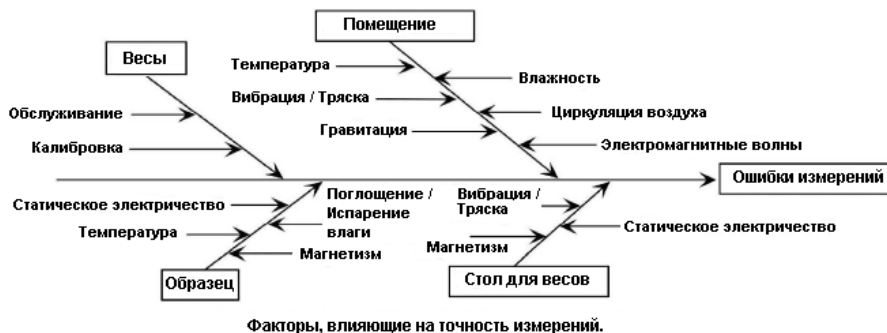 Помещение
Весы
Температура
Влажность
Вибрация / Тряска
Обслуживание
Циркуляция воздуха
Гравитация
Калибровка
Электромагнитные волны
Ошибки измерений
Статическое электричество
Поглощение /
Испарение
влаги
Вибрация /
Тряска
Температура
Статическое электричество
Магнетизм
Магнетизм
Образец
Стол для весов
Факторы, влияющие на точность измерений.